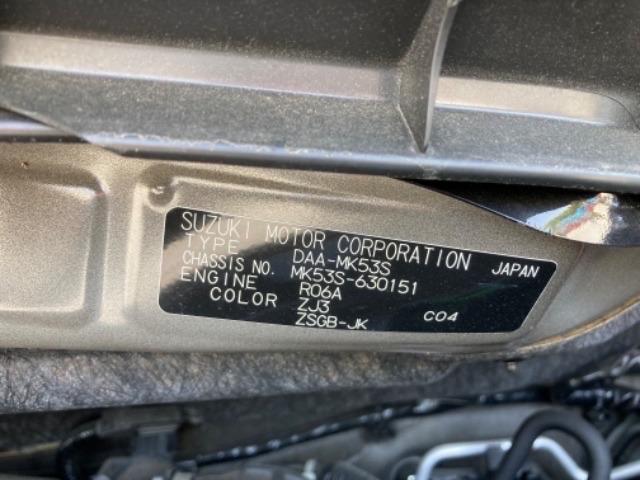 SUZUKI MOTOR CORPORATION JAPAN
TYPE DAA-MK53S
CHASSIS NO. MK53S-630151
ENGINE R06A
COLOR ZJ3
ZSGB-JK C04